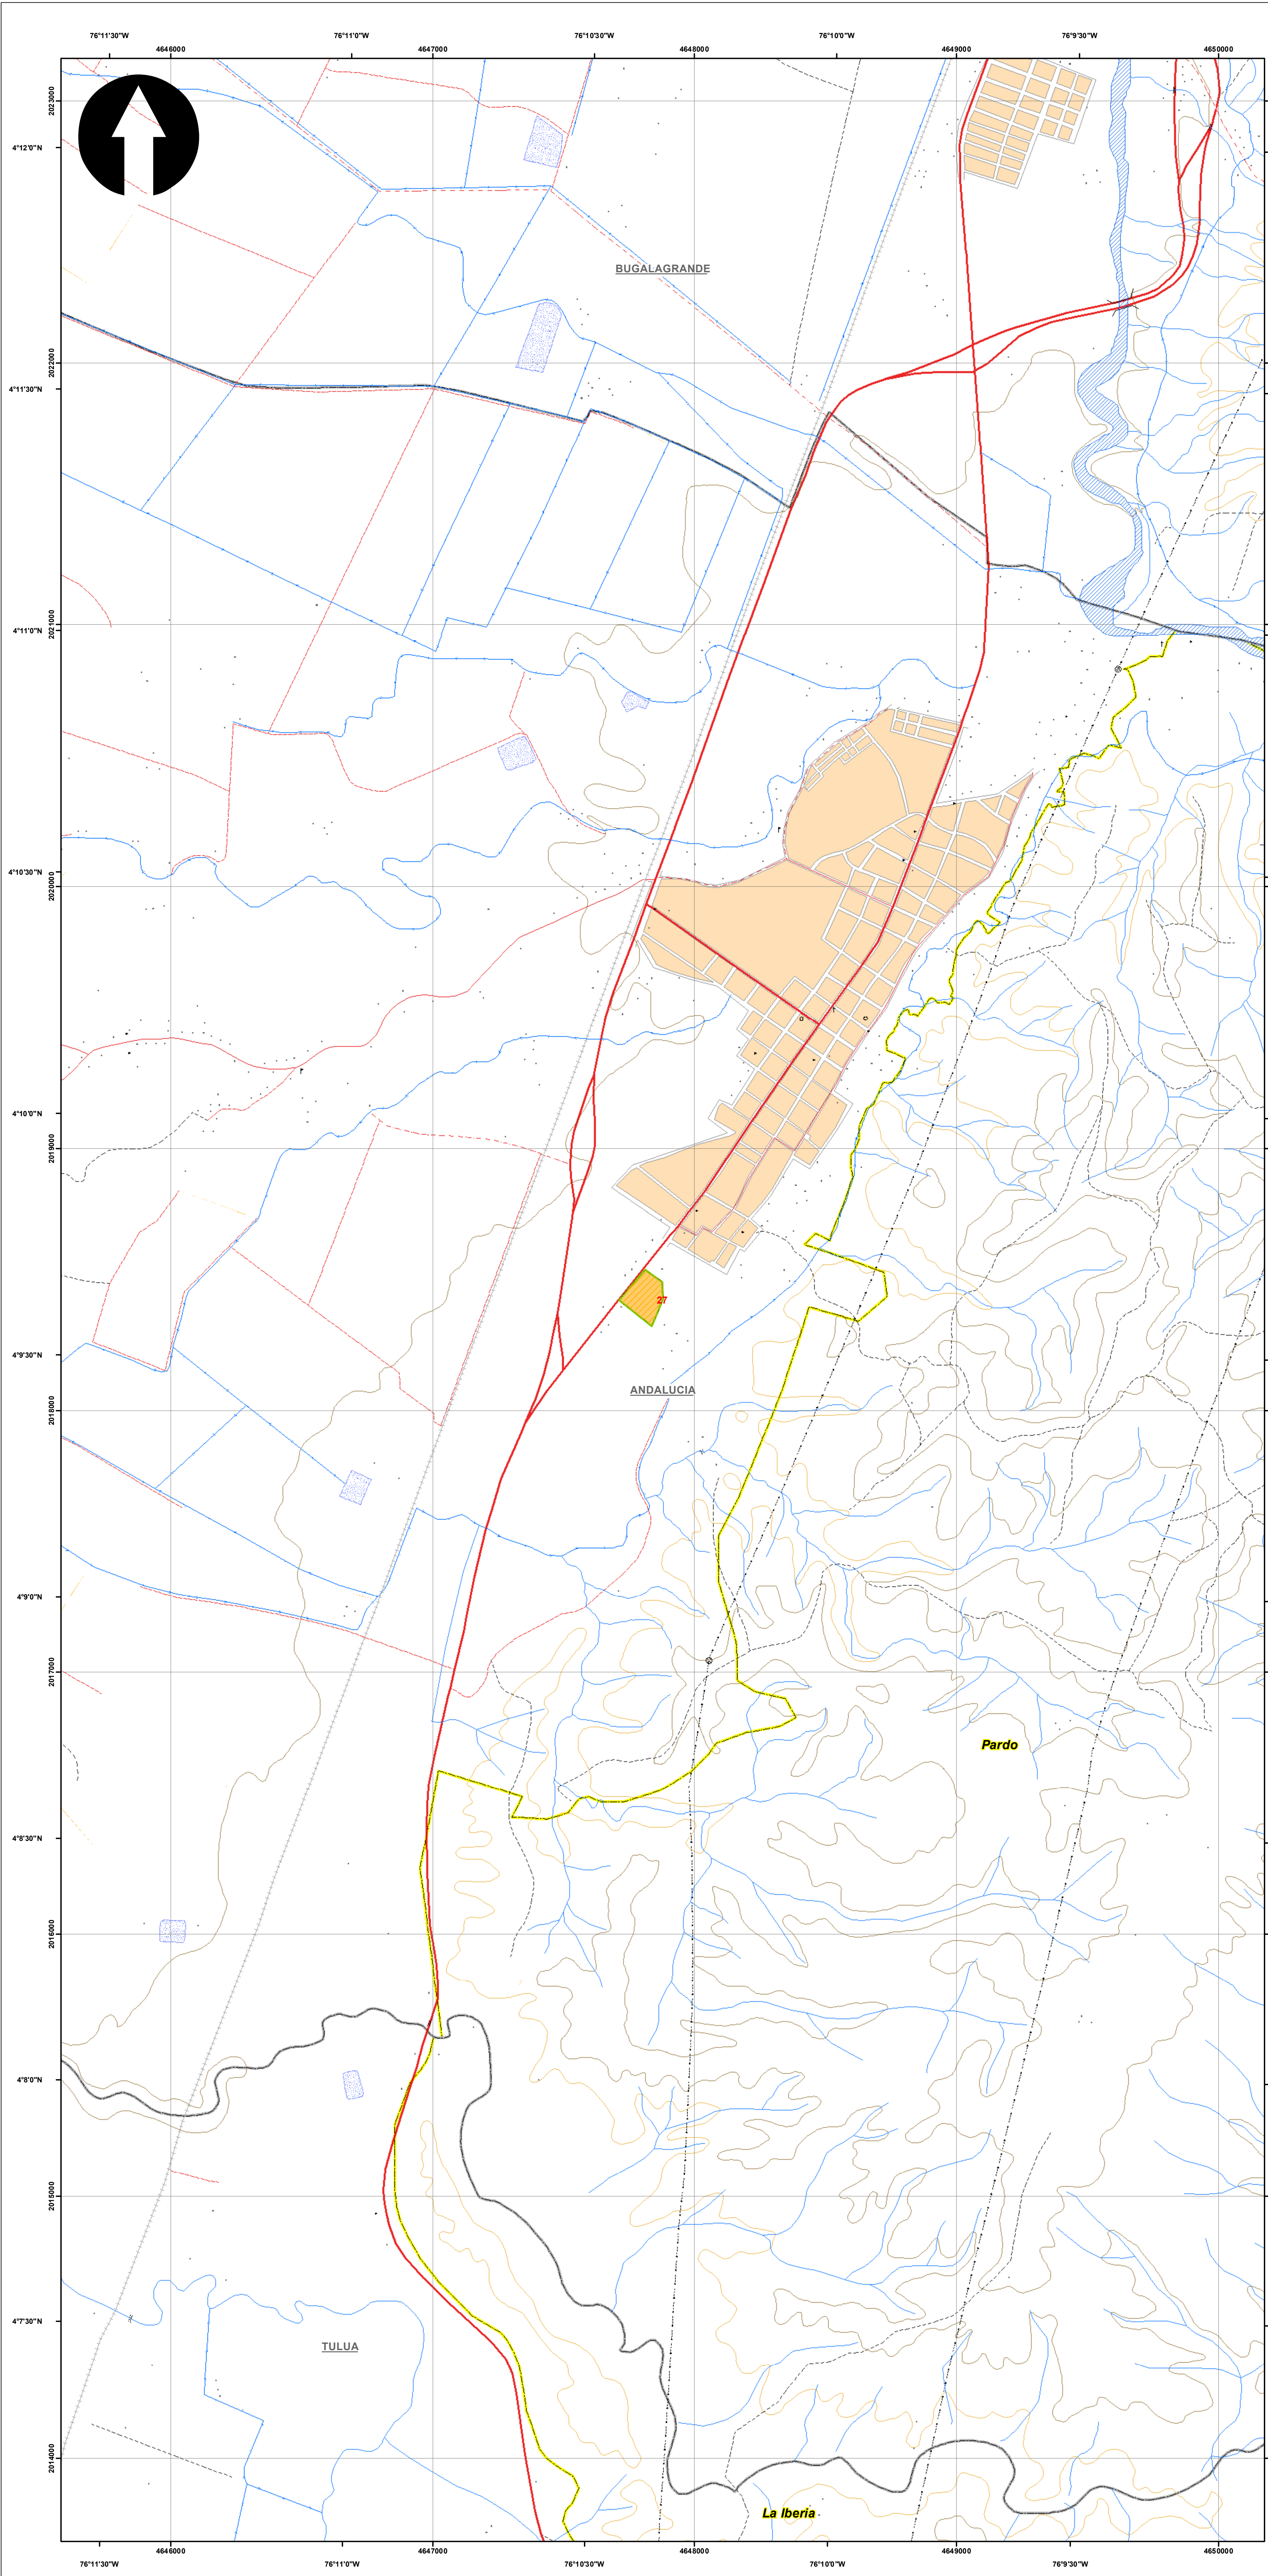 76°11'30"W 76°11'0"W 76°10'30"W 76°10'0"W 76°9'30"W
4646000 4647000 4648000 4649000 4650000
2023000
4°12'0"N
BUGALAGRANDE
2022000
4°11'30"N
4°11'0"N
2021000
4°10'30"N
2020000
4°10'0"N
2019000
27
4°9'30"N
ANDALUCIA
2018000
4°9'0"N
2017000
Pardo
4°8'30"N
2016000
4°8'0"N
2015000
4°7'30"N
TULUA
2014000
La Iberia
4646000 4647000 4648000 4649000 4650000
76°11'30"W 76°11'0"W 76°10'30"W 76°10'0"W 76°9'30"W